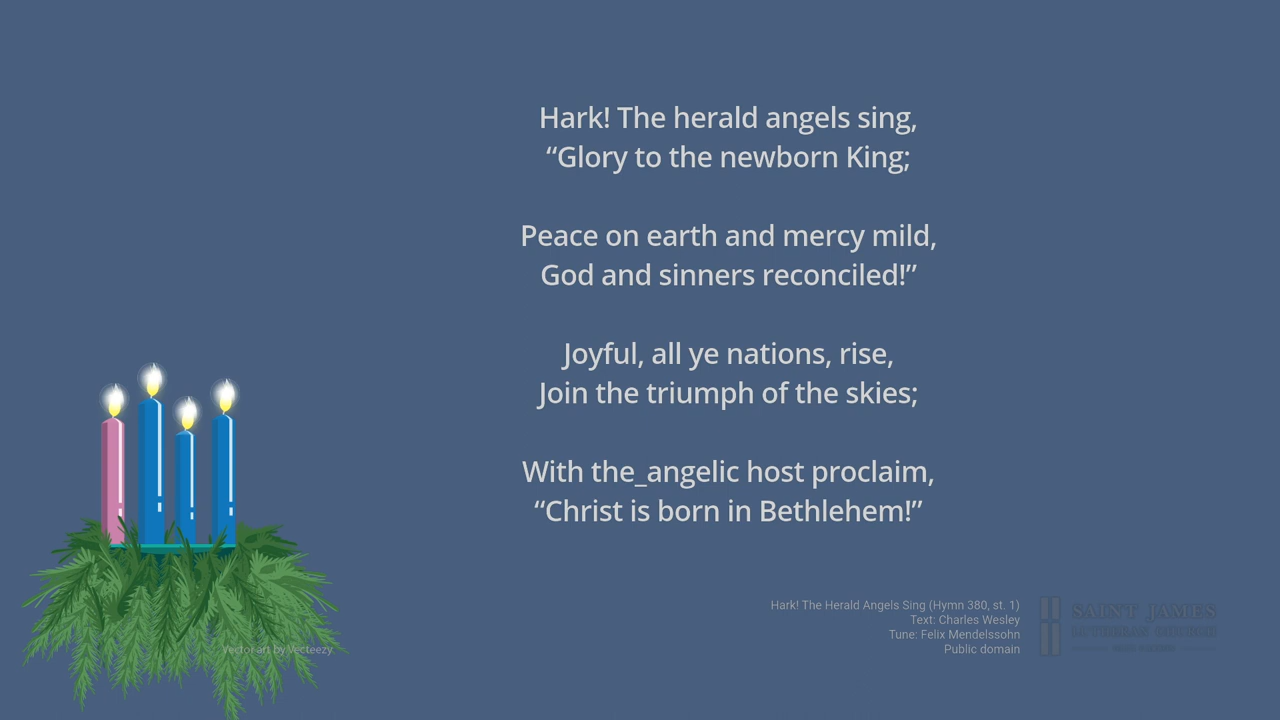 Hark! The herald angels sing,
“Glory to the newborn King;
Peace on earth and mercy mild,
God and sinners reconciled!”
Joyful, all ye nations, rise,
Join the triumph of the skies;
With the_angelic host proclaim,
“Christ is born in Bethlehem!”
Hark! The Herald Angels Sing (Hymn 380, st. 1)
Text: Charles Wesley
Tune: Felix Mendelssohn
Public domain
SAINT JAMES
LUTHERAN CHURCH
Vector art by Vecteezy